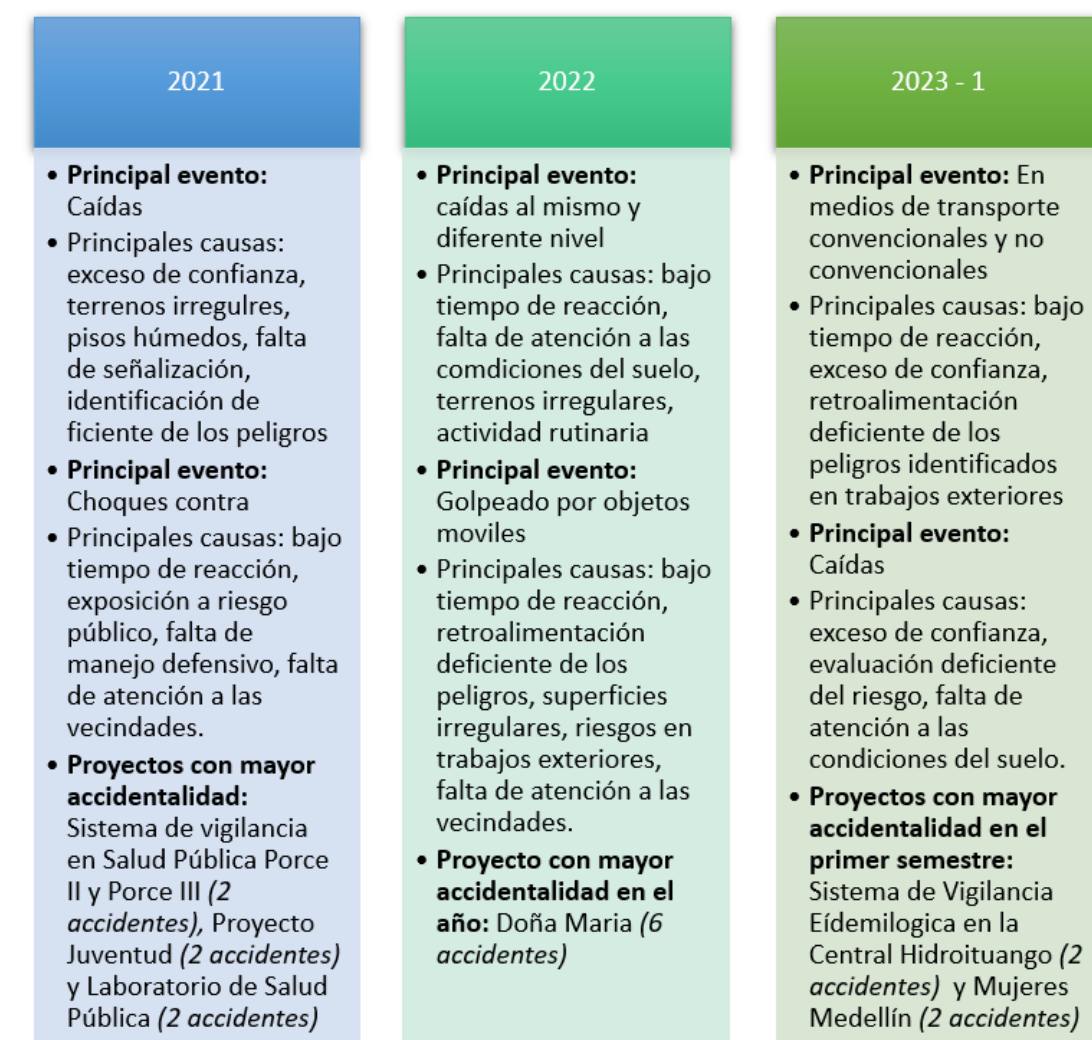 2021
• Principal evento:
Caídas
• Principales causas:
exceso de confianza,
terrenos irregulres,
pisos húmedos, falta
de señalización,
identificación de
ficiente de los peligros
• Principal evento:
Choques contra
• Principales causas: bajo
tiempo de reacción,
exposición a riesgo
público, falta de
manejo defensivo, falta
de atención a las
vecindades.
• Proyectos con mayor
accidentalidad:
Sistema de vigilancia
en Salud Pública Porce
II y Porce III (2
accidentes), Proyecto
Juventud (2 accidentes)
y Laboratorio de Salud
Pública (2 accidentes)
2022
• Principal evento:
caídas al mismo y
diferente nivel
• Principales causas: bajo
tiempo de reacción,
falta de atención a las
comdiciones del suelo,
terrenos irregulares,
actividad rutinaria
• Principal evento:
Golpeado por objetos
moviles
• Principales causas: bajo
tiempo de reacción,
retroalimentación
deficiente de los
peligros, superficies
irregulares, riesgos en
trabajos exteriores,
falta de atención a las
vecindades.
• Proyecto con mayor
accidentalidad en el
año: Doña Maria (6
accidentes)
2023 - 1
• Principal evento: En
medios de transporte
convencionales y no
convencionales
• Principales causas: bajo
tiempo de reacción,
exceso de confianza,
retroalimentación
deficiente de los
peligros identificados
en trabajos exteriores
• Principal evento:
Caídas
• Principales causas:
exceso de confianza,
evaluación deficiente
del riesgo, falta de
atención a las
condiciones del suelo.
• Proyectos con mayor
accidentalidad en el
primer semestre:
Sistema de Vigilancia
Eídemilogica en la
Central Hidroituango (2
accidentes) y Mujeres
Medellín (2 accidentes)